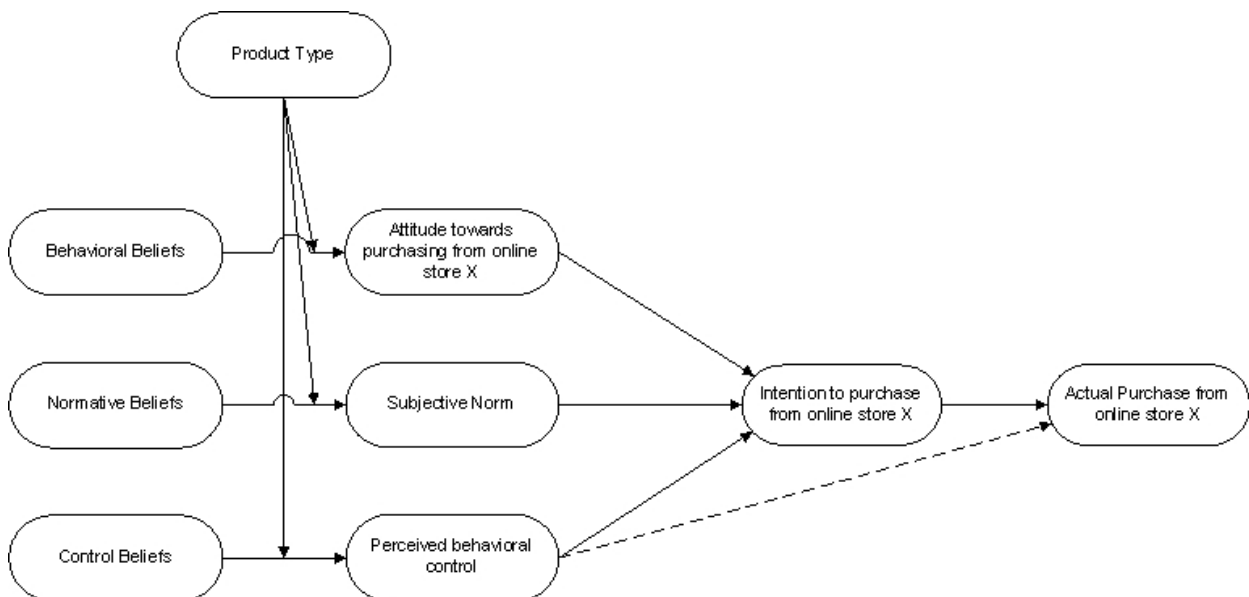 Product Type
Behavioral Beliefs
Attitude towards
purchasing from online
store X
Normative Beliefs
Subjective Norm
Intention to purchase
from online store X
Actual Purchase from
online store X
Control Beliefs
Perceived behavioral
control